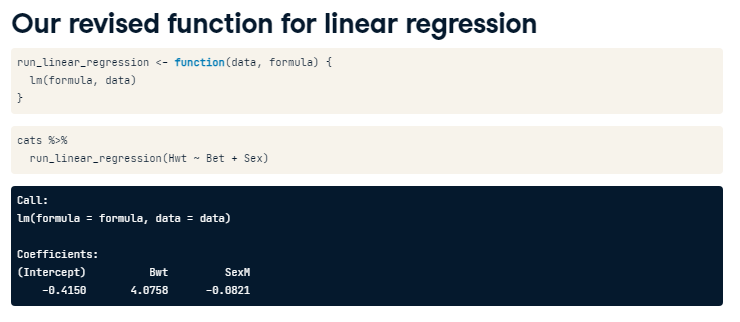 Our revised function for linear regression
run_linear_regression <- function(data, formula) {
  lm(formula, data)
}
cats %>%
  run_linear_regression(Hwt ~ Bet + Sex)
Call:
lm(formula = formula, data = data)
Coefficients:
(Intercept)          Bwt         SexM
    -0.4150       4.0758      -0.0821